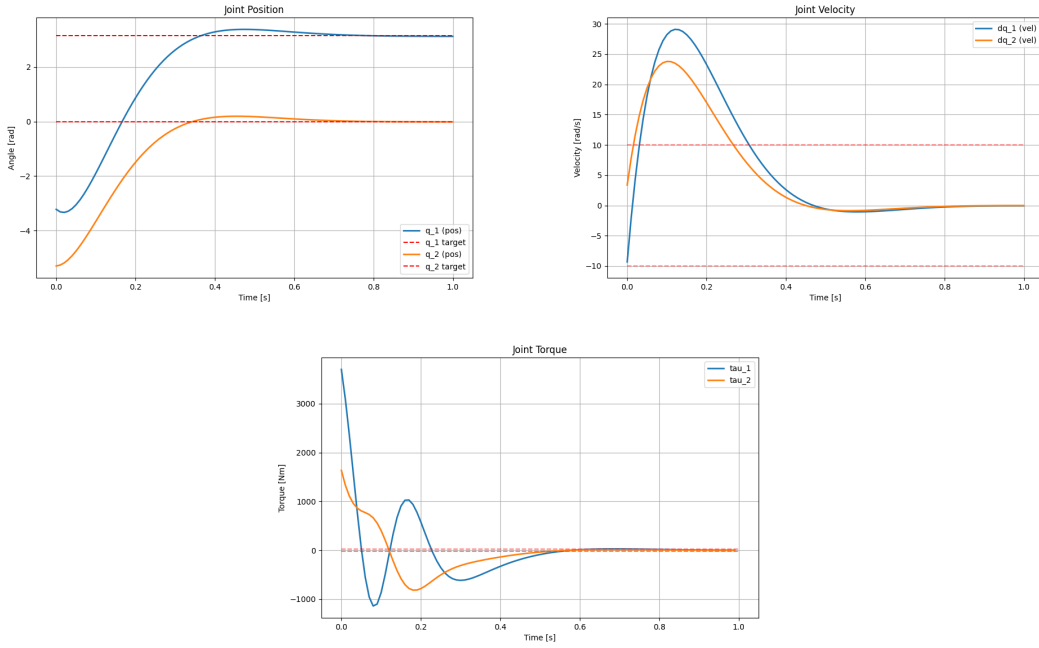 Joint Position
Angle [rad]
2
0
−2
−4
q_1 (pos)
q_1 target
q_2 (pos)
q_2 target
0.0 0.2 0.4 0.6 0.8 1.0
Time [s]
Joint Velocity
Velocity [rad/s]
30
25
20
15
10
5
0
−5
−10
dq_1 (vel)
dq_2 (vel)
0.0 0.2 0.4 0.6 0.8 1.0
Time [s]
Joint Torque
Torque [Nm]
3000
2000
1000
0
−1000
tau_1
tau_2
0.0 0.2 0.4 0.6 0.8 1.0
Time [s]